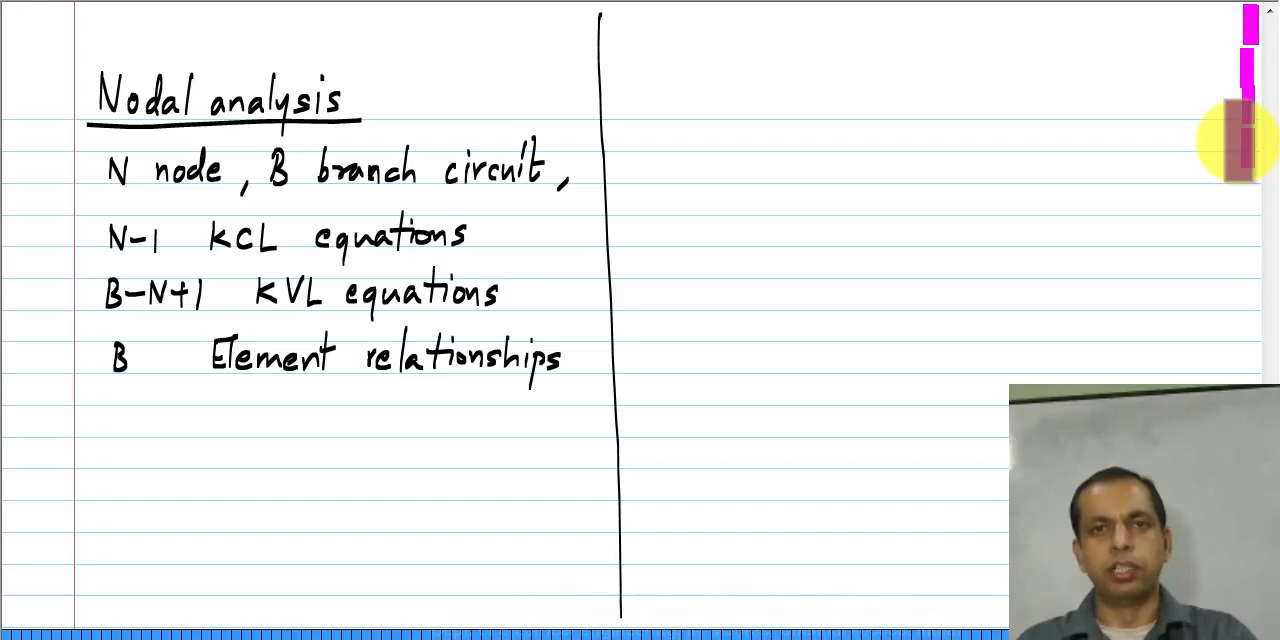 Nodal analysis
N node, B branch circuit,
N-1 KCL equations
B-N+1 KVL equations
B Element relationships